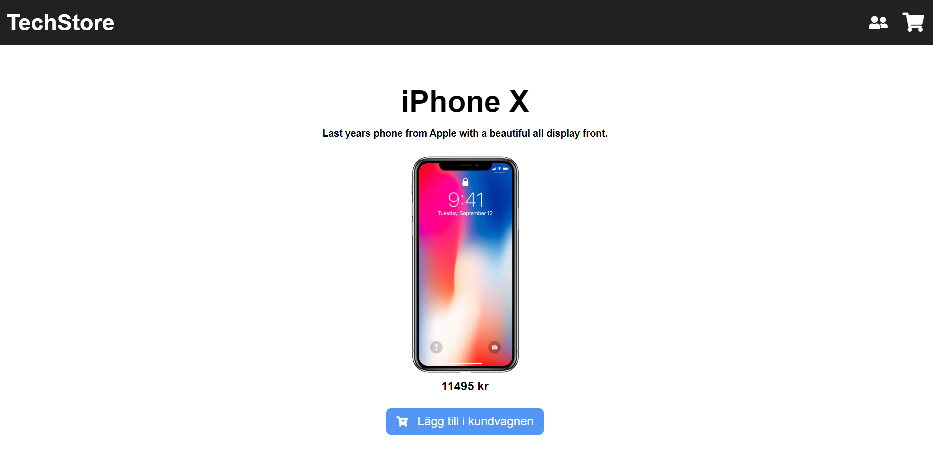 TechStore
iPhone X
Last years phone from Apple with a beautiful all display front.
9:41
Tuesday, September 12
11495 kr
Lägg till i kundvagnen